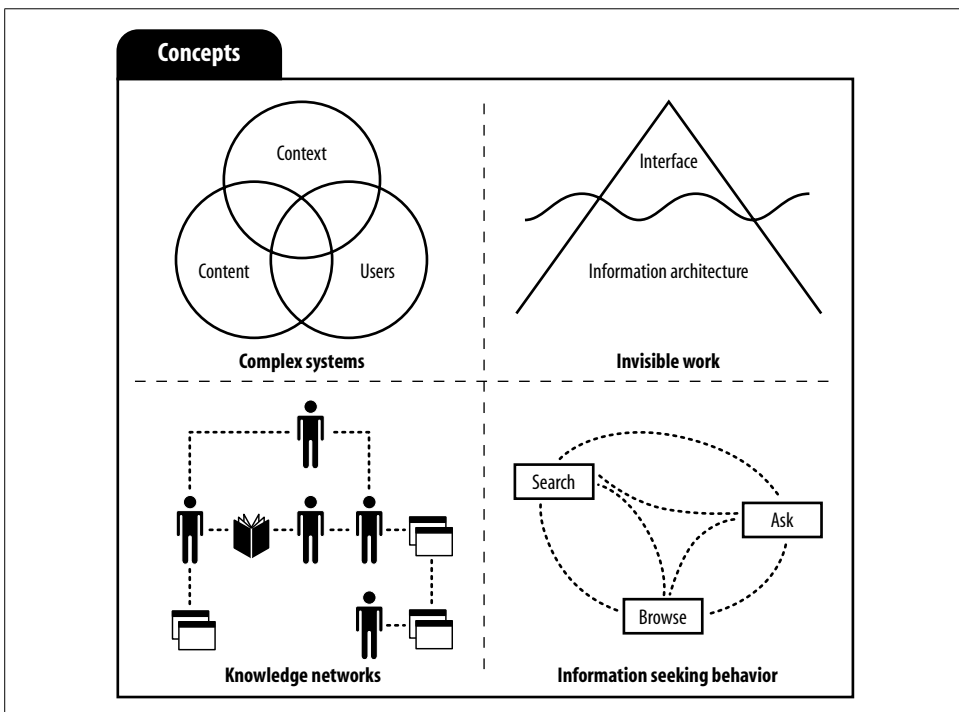 Concepts
Context
Content
Users
Complex systems
Interface
Information architecture
Invisible work
Knowledge networks
Search
Ask
Browse
Information seeking behavior